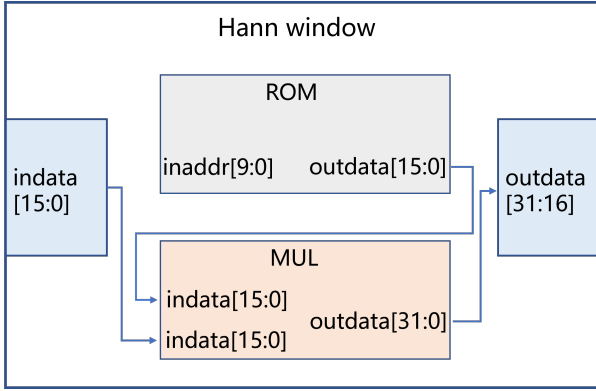 Hann window
ROM
inaddr[9:0] outdata[15:0]
indata
[15:0]
outdata
[31:16]
MUL
indata[15:0]
outdata[31:0]
indata[15:0]